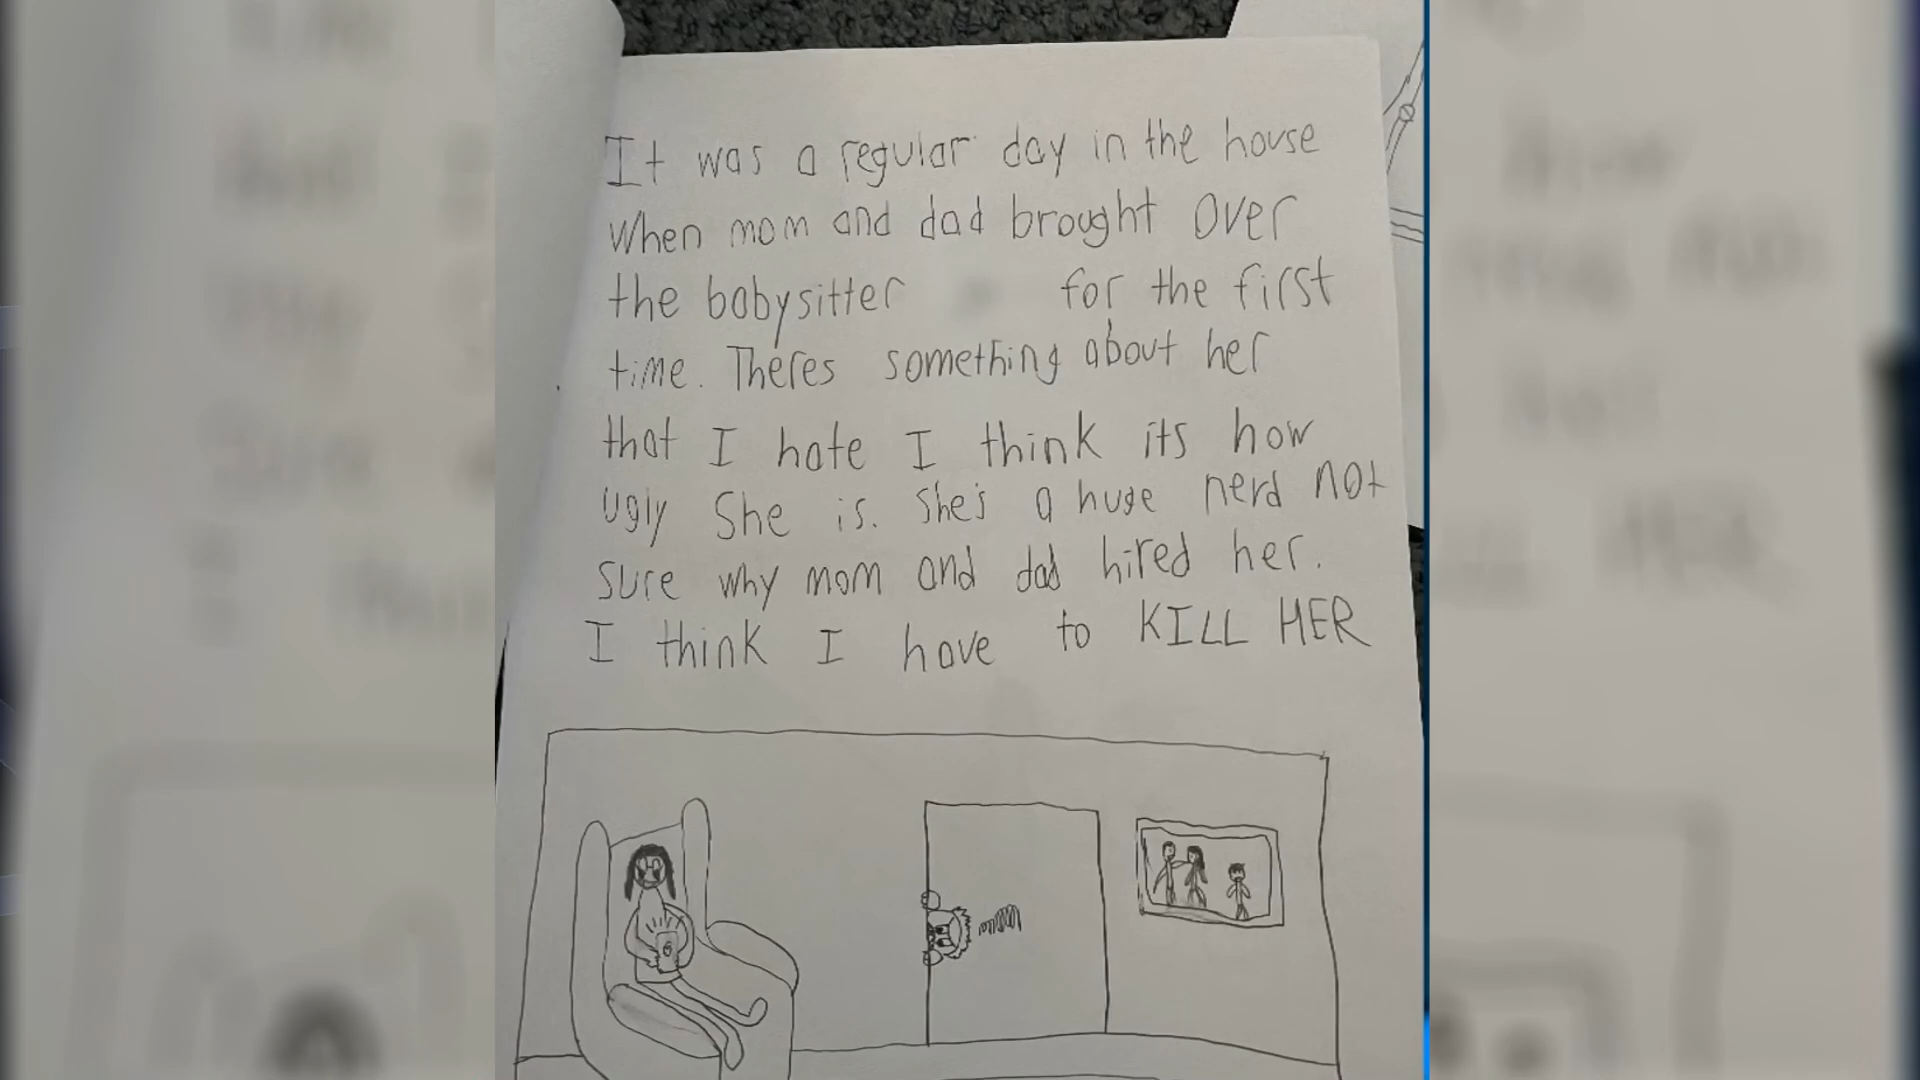 It was a regular day in the house
When mom and dad brought over
the babysitter for the first
time. Theres something about her
that I hate I think its how
ugly She is. She's a huge nerd not
sure why mom and dad hired her.
I think I have to KILL HER